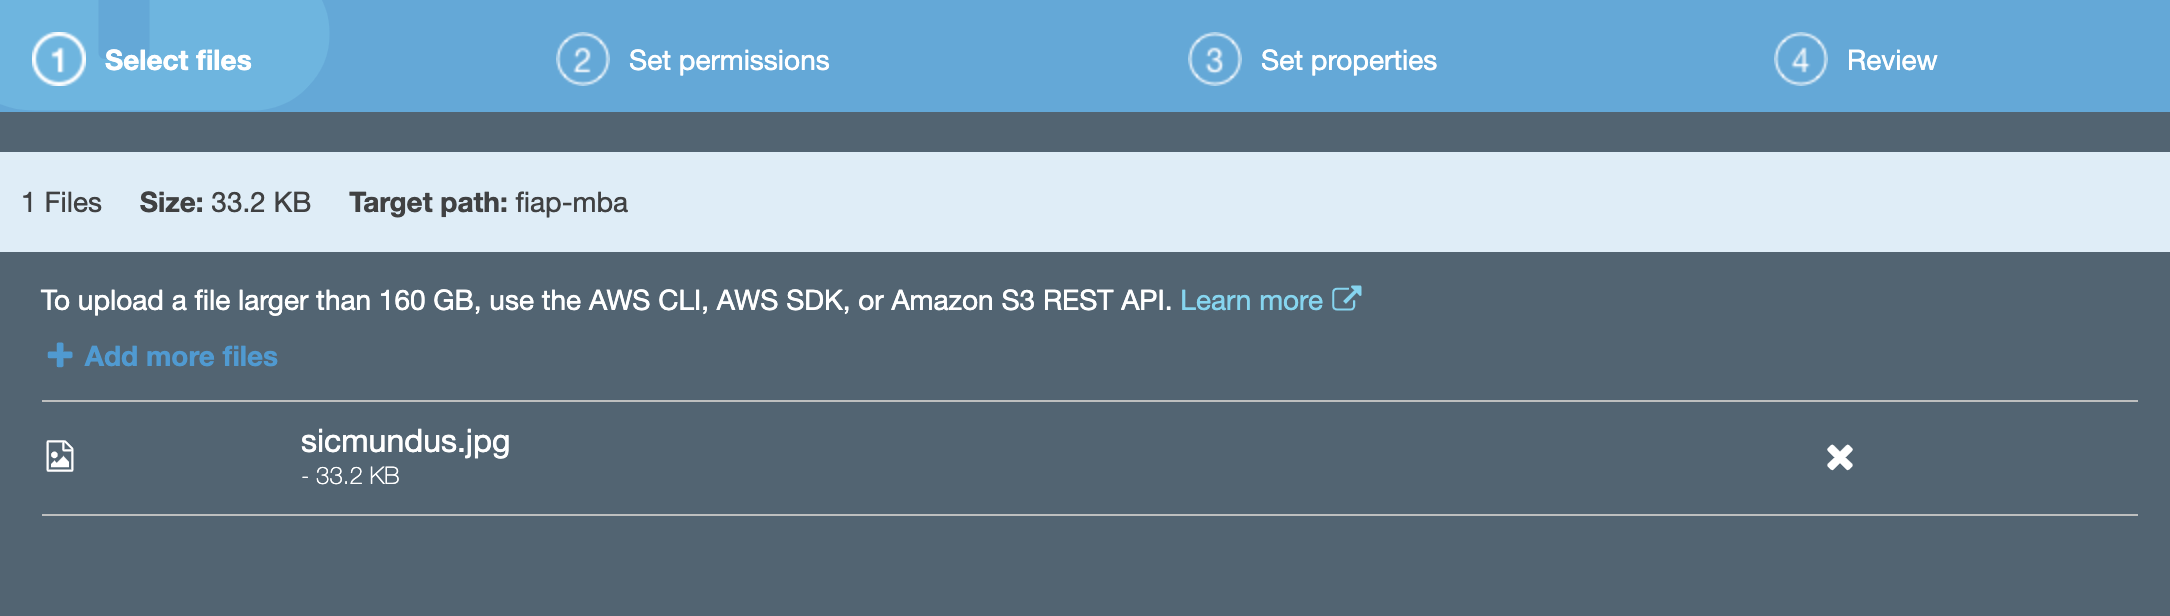 1 Select files 2 Set permissions 3 Set properties 4 Review
1 Files Size: 33.2 KB Target path: fiap-mba
To upload a file larger than 160 GB, use the AWS CLI, AWS SDK, or Amazon S3 REST API. Learn more
Add more files
sicmundus.jpg
- 33.2 KB